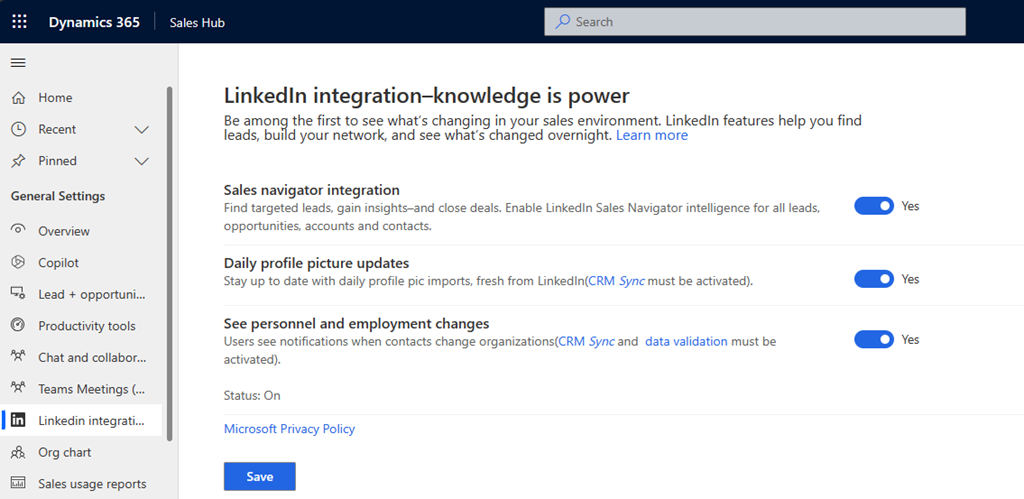 Dynamics 365
Sales Hub
Search
Home
Recent
Pinned
General Settings
Overview
Copilot
Lead + opportuni...
Productivity tools
Chat and collabor...
Teams Meetings (...
Linkedin integrati...
Org chart
Sales usage reports
LinkedIn integration–knowledge is power
Be among the first to see what's changing in your sales environment. LinkedIn features help you find
leads, build your network, and see what's changed overnight. Learn more
Sales navigator integration
Find targeted leads, gain insights–and close deals. Enable LinkedIn Sales Navigator intelligence for all leads,
opportunities, accounts and contacts.
Yes
Daily profile picture updates
Stay up to date with daily profile pic imports, fresh from LinkedIn(CRM Sync must be activated).
Yes
See personnel and employment changes
Users see notifications when contacts change organizations(CRM Sync and data validation must be
activated).
Yes
Status: On
Microsoft Privacy Policy
Save